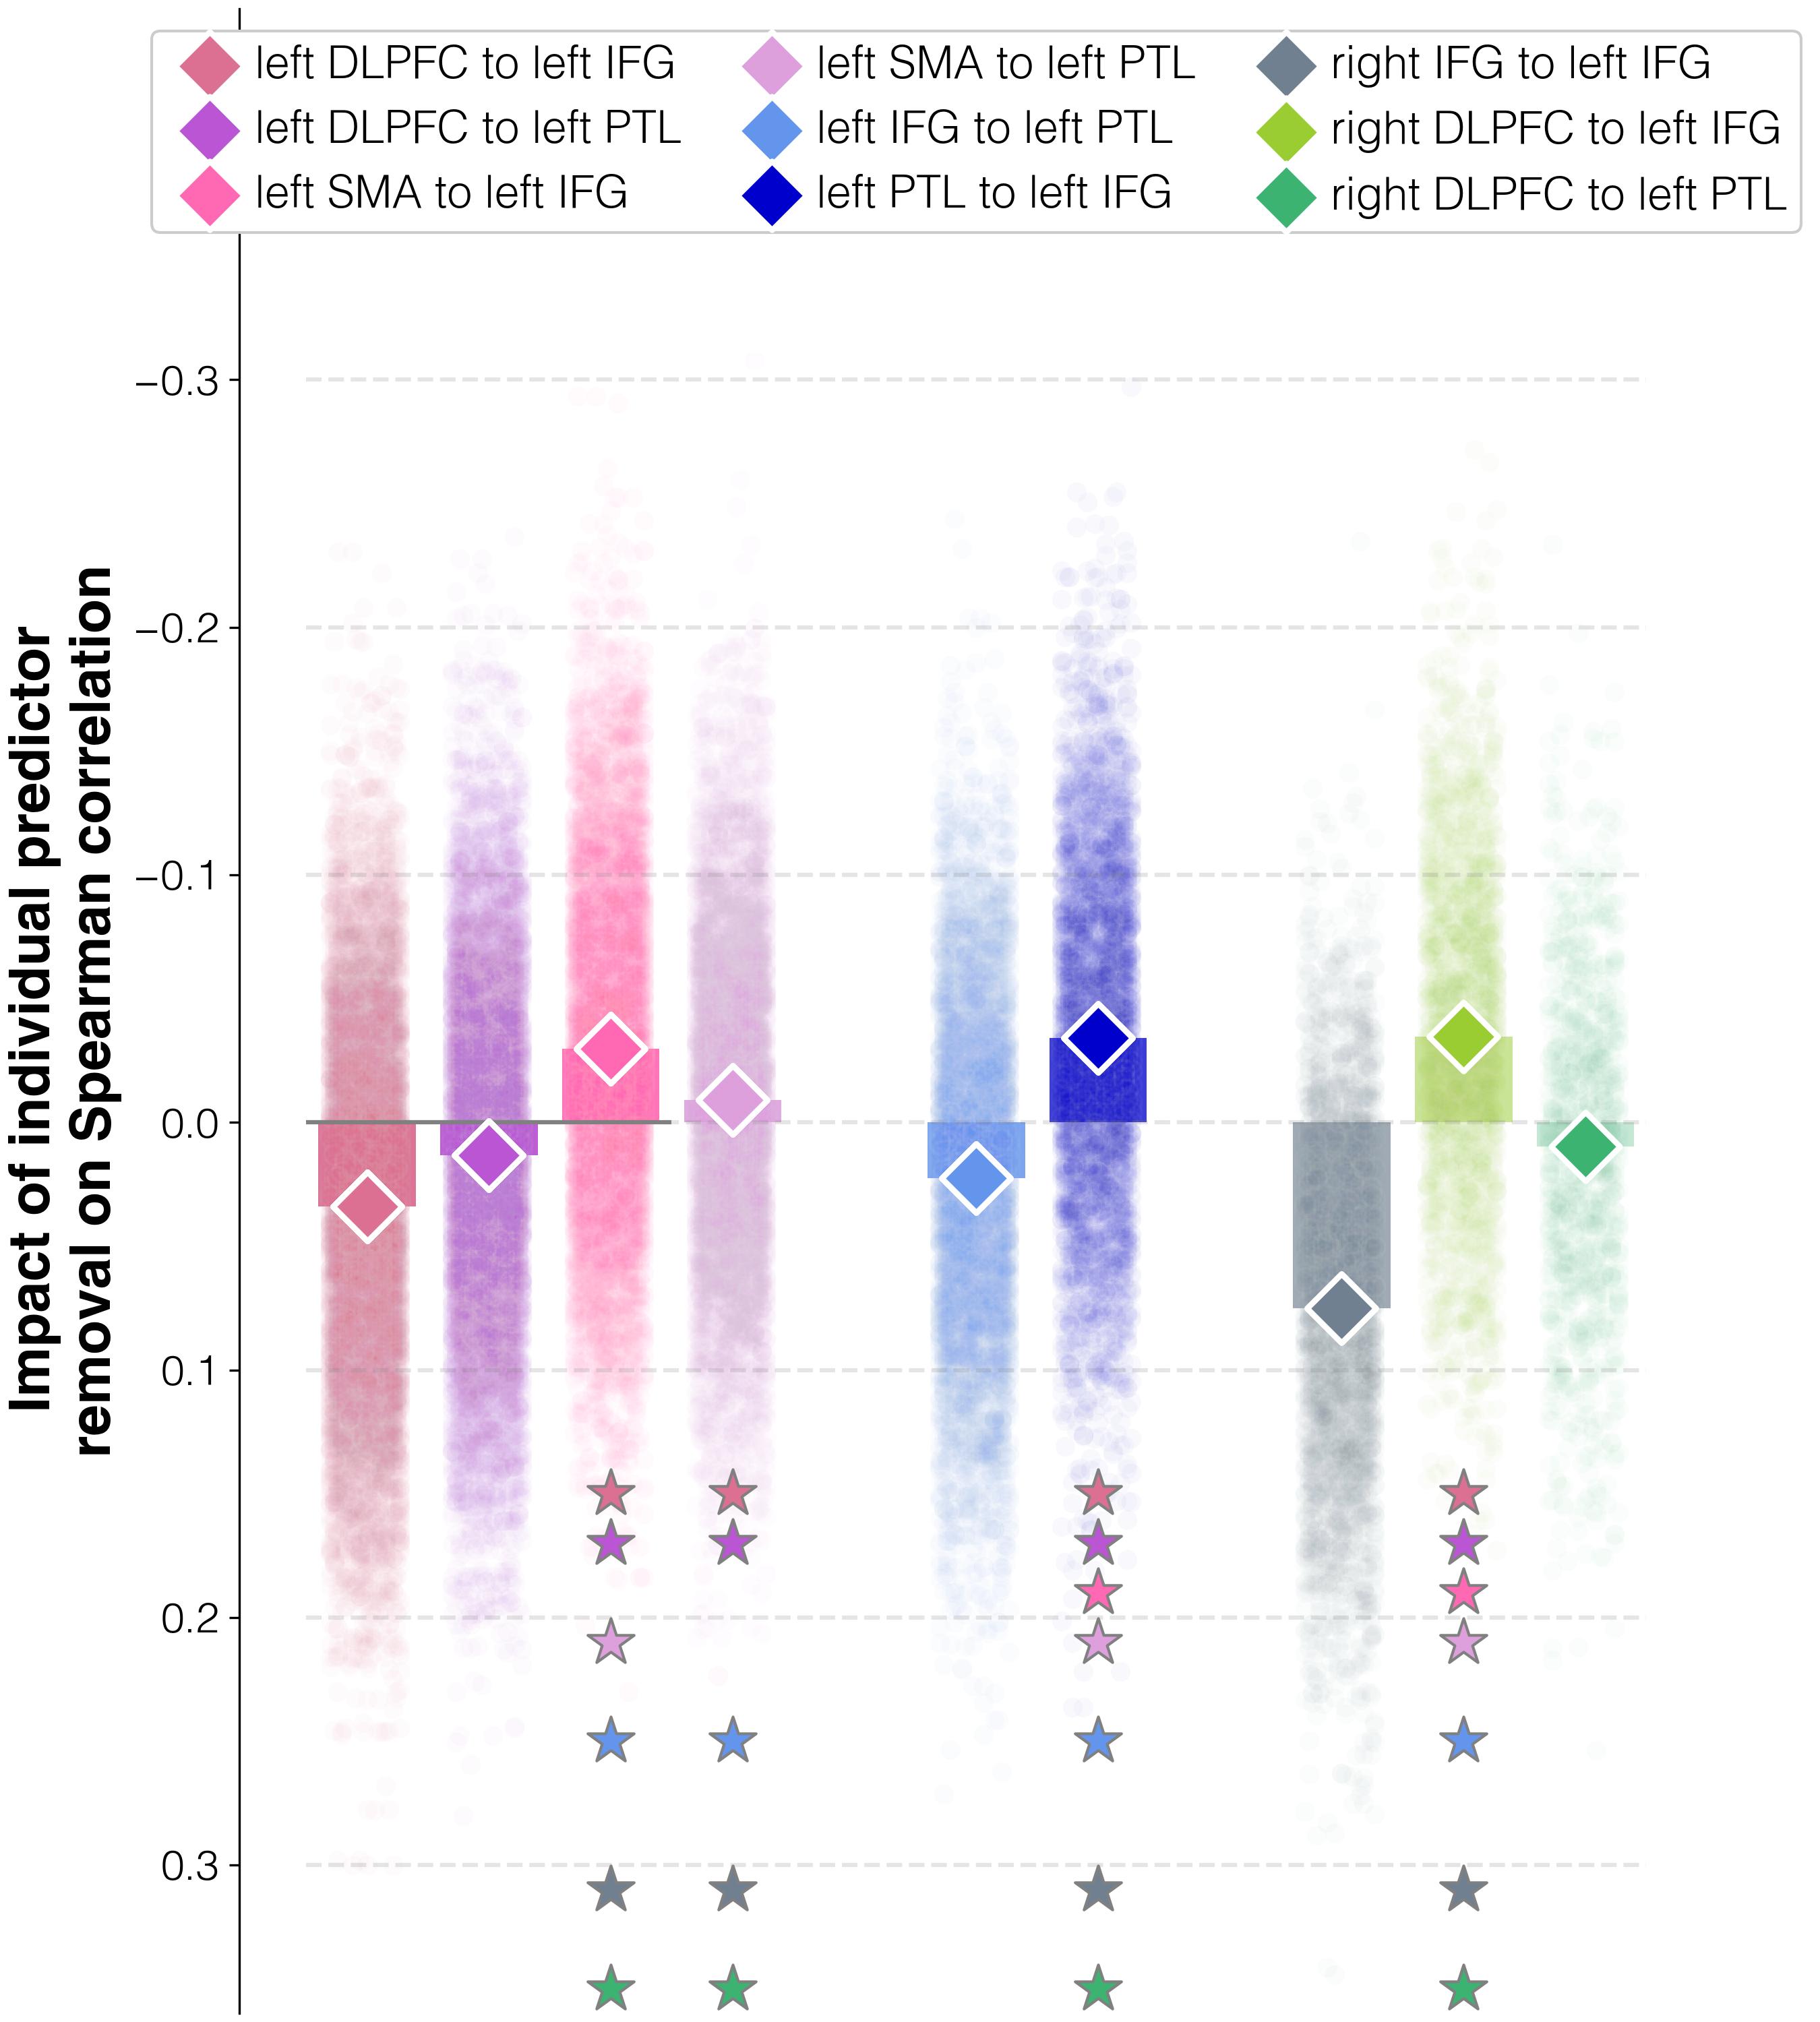 left DLPFC to left IFG
left DLPFC to left PTL
left SMA to left IFG
left SMA to left PTL
left IFG to left PTL
left PTL to left IFG
right IFG to left IFG
right DLPFC to left IFG
right DLPFC to left PTL
Impact of individual predictor
removal on Spearman correlation
−0.3
−0.2
−0.1
0.0
0.1
0.2
0.3